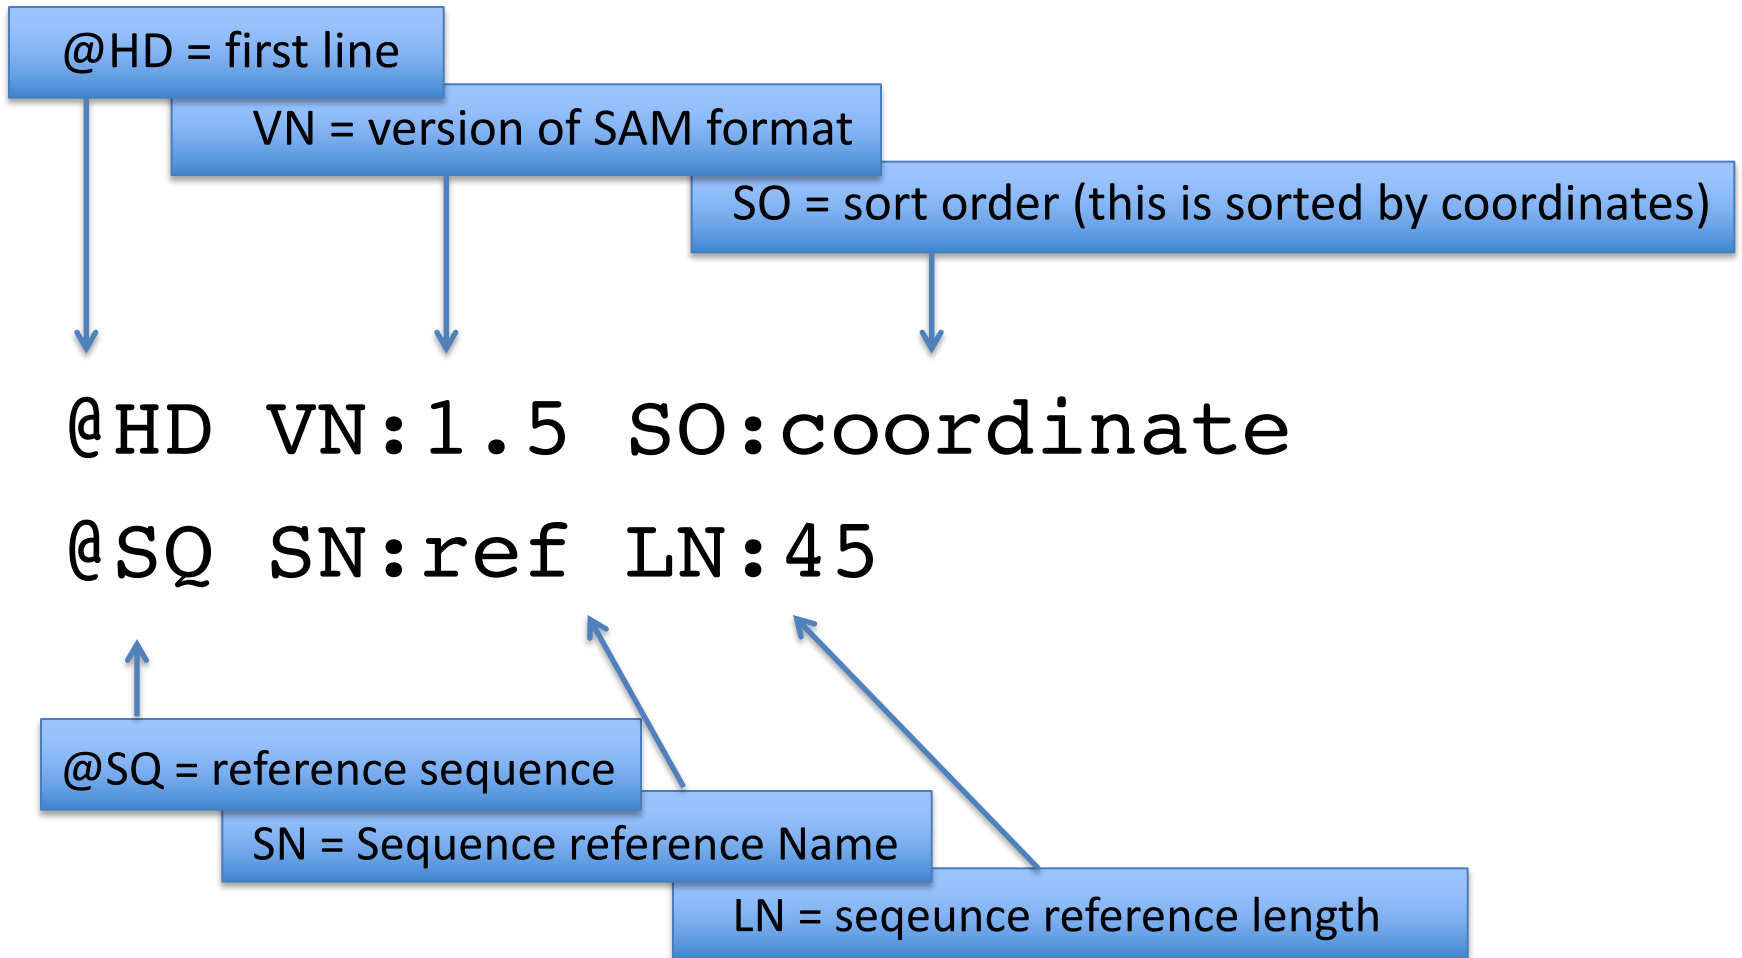 @HD = first line
VN = version of SAM format
SO = sort order (this is sorted by coordinates)
@HD VN:1.5 SO:coordinate
@SQ SN:ref LN:45
@SQ = reference sequence
SN = Sequence reference Name
LN = seqeunce reference length